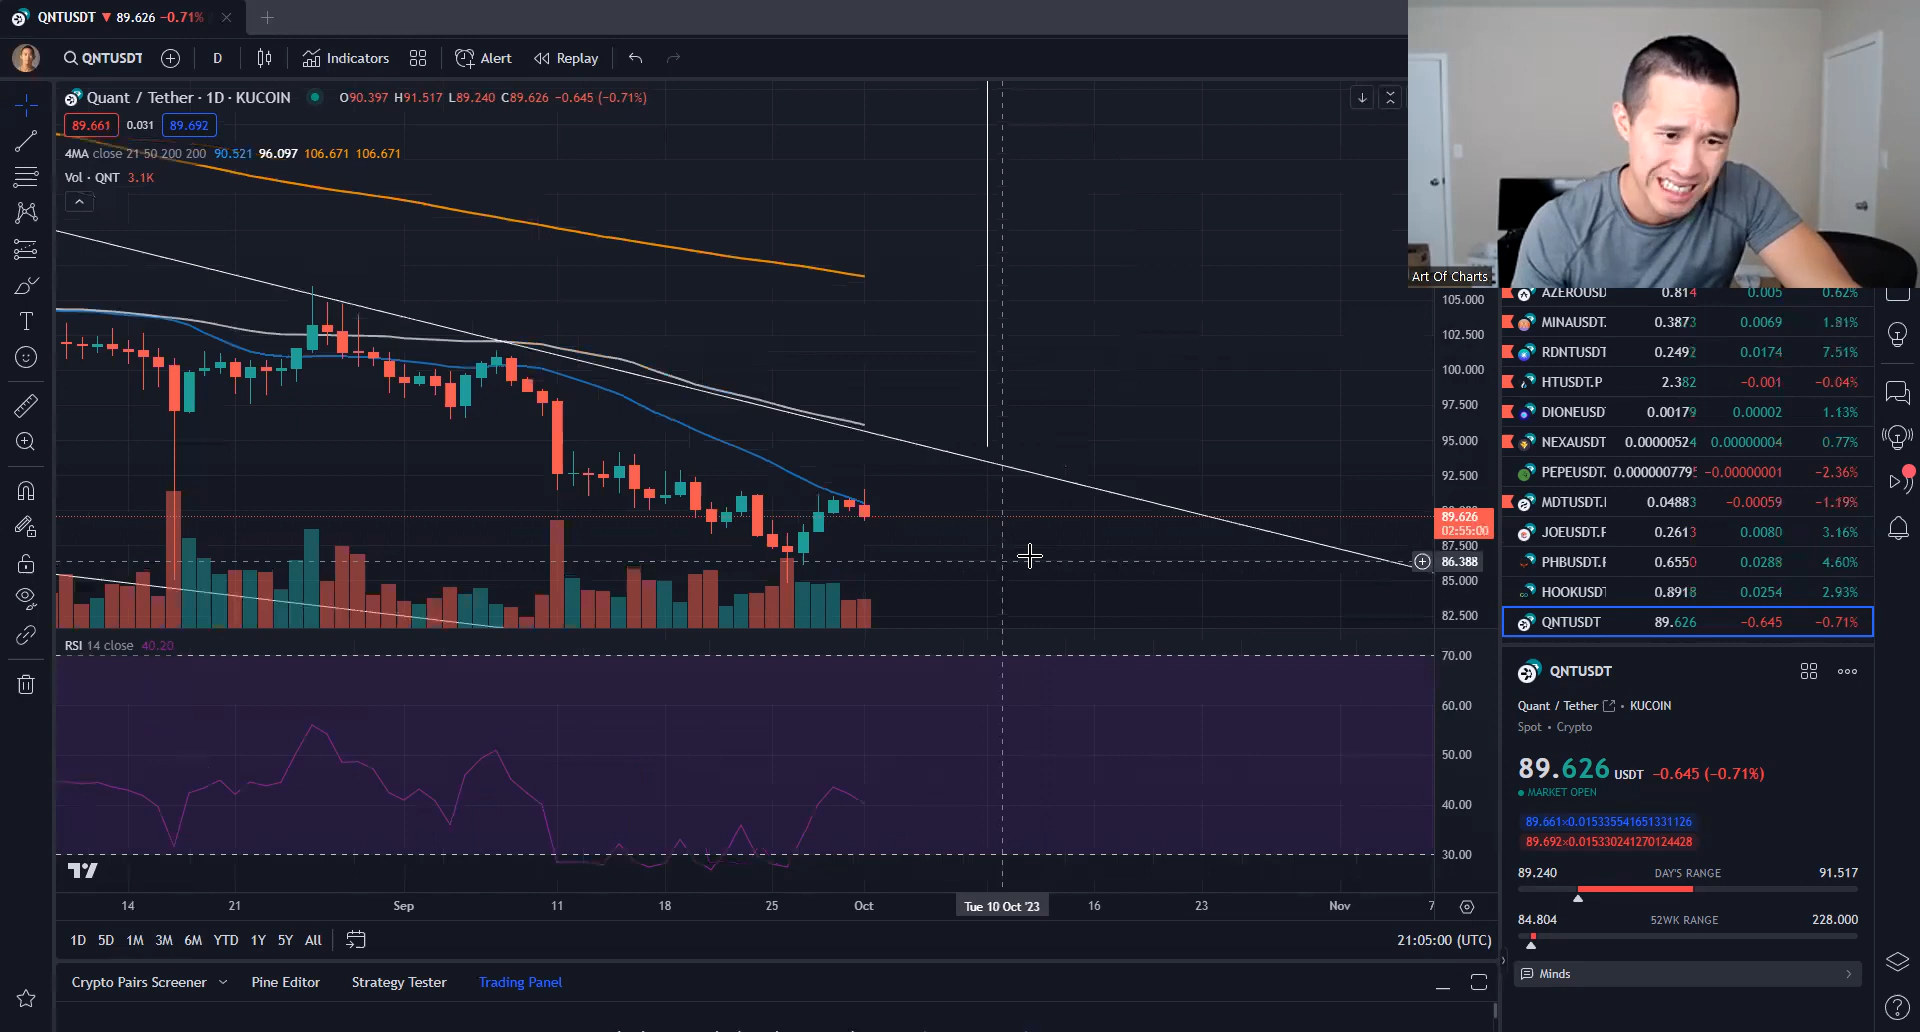 QNTUSDT ▼ 89.626 −0.71%
QNTUSDT D Indicators Alert Replay
Quant / Tether · 1D · KUCOIN O90.397 H91.517 L89.240 C89.626 −0.645 (−0.71%)
89.661 0.031 89.692
4MA close 21 50 200 200 90.521 96.097 106.671 106.671
Vol · QNT 3.1K
Art Of Charts
105.000
102.500
100.000
97.500
95.000
92.500
89.626
02:55:00
87.500
86.388
85.000
82.500
RSI 14 close 40.20
70.00
60.00
50.00
40.00
30.00
14 21 Sep 11 18 25 Oct Tue 10 Oct '23 16 23 Nov 7
1D 5D 1M 3M 6M YTD 1Y 5Y All 21:05:00 (UTC)
Crypto Pairs Screener Pine Editor Strategy Tester Trading Panel
AZEROUSD 0.814 0.005 0.62%
MINAUSDT. 0.3873 0.0069 1.81%
RDNTUSDT 0.2492 0.0174 7.51%
HTUSDT.P 2.382 −0.001 −0.04%
DIONEUSD 0.00179 0.00002 1.13%
NEXAUSDT 0.00000524 0.00000004 0.77%
PEPEUSDT. 0.000000779 −0.00000001 −2.36%
MDTUSDT. 0.04883 −0.00059 −1.19%
JOEUSDT.F 0.2613 0.0080 3.16%
PHBUSDT.F 0.6550 0.0288 4.60%
HOOKUSDT 0.8918 0.0254 2.93%
QNTUSDT 89.626 −0.645 −0.71%
QNTUSDT
Quant / Tether • KUCOIN
Spot • Crypto
89.626 USDT −0.645 (−0.71%)
MARKET OPEN
89.661×0.015335541651331126
89.692×0.015330241270124428
89.240 DAY'S RANGE 91.517
84.804 52WK RANGE 228.000
Minds